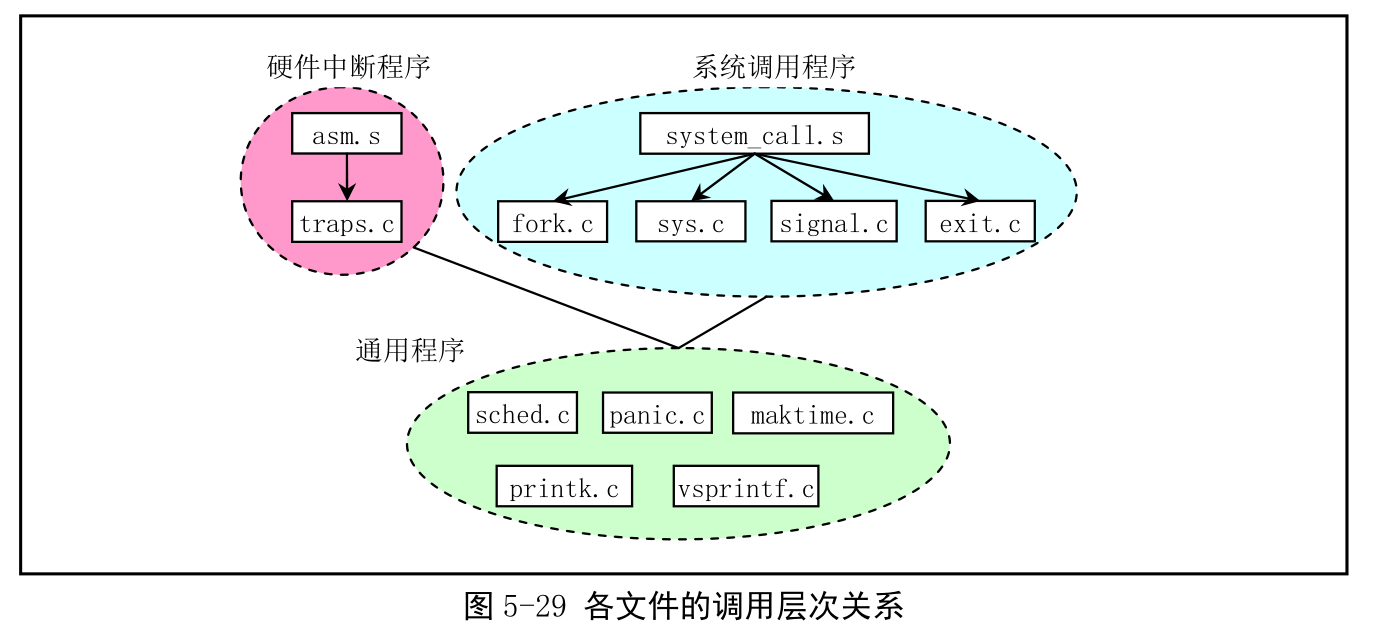 硬件中断程序
系统调用程序
asm.s
system_call.s
traps.c
fork.c
sys.c
signal.c
exit.c
通用程序
sched.c
panic.c
maktime.c
printk.c
vsprintf.c
图 5-29 各文件的调用层次关系